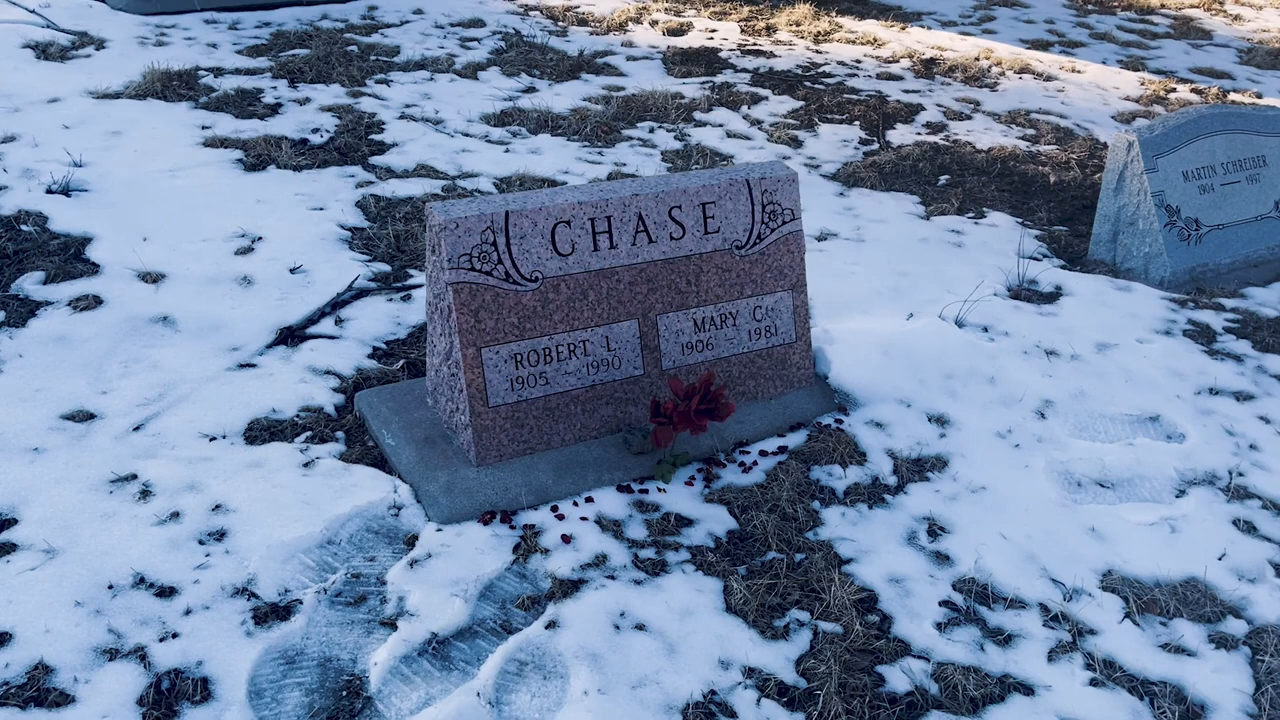 CHASE
ROBERT L.
1905 - 1990
MARY C.
1906 - 1981
MARTIN SCHREIBER
1904 - 1997